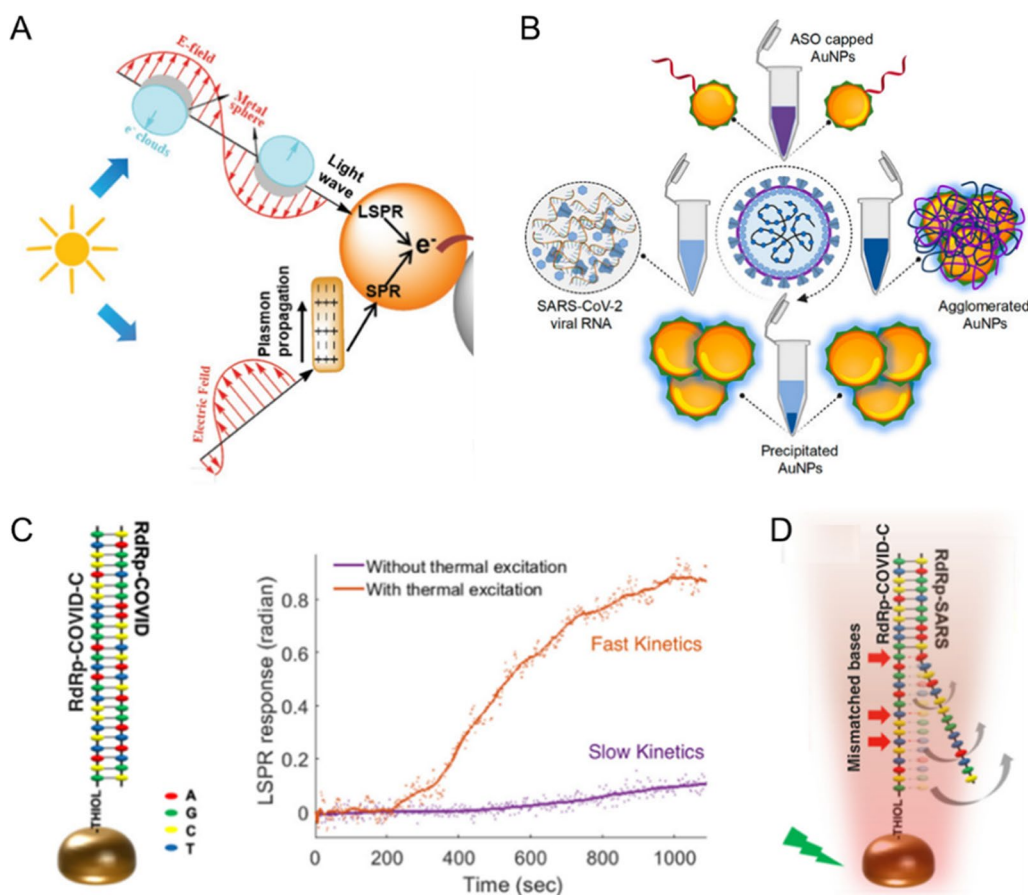 A
E-field
Metal
sphere
e⁻ clouds
Light
wave
LSPR
e⁻
SPR
Plasmon
propagation
Electric Feild
B
ASO capped
AuNPs
SARS-CoV-2
viral RNA
Agglomerated
AuNPs
Precipitated
AuNPs
C
RdRp-COVID-C
RdRp-COVID
-THIOL-
A
G
C
T
LSPR response (radian)
0.8
0.6
0.4
0.2
0
Without thermal excitation
With thermal excitation
Fast Kinetics
Slow Kinetics
0
200
400
600
800
1000
Time (sec)
D
RdRp-COVID-C
RdRp-SARS
Mismatched bases
-THIOL-